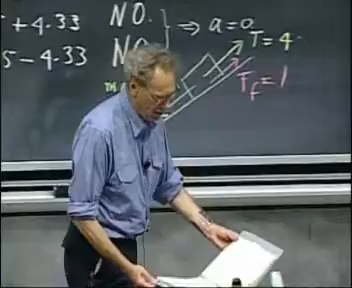 + 4.33 NO.
5 - 4.33 NO
⇒ a = 0
T = 4
T_f = 1